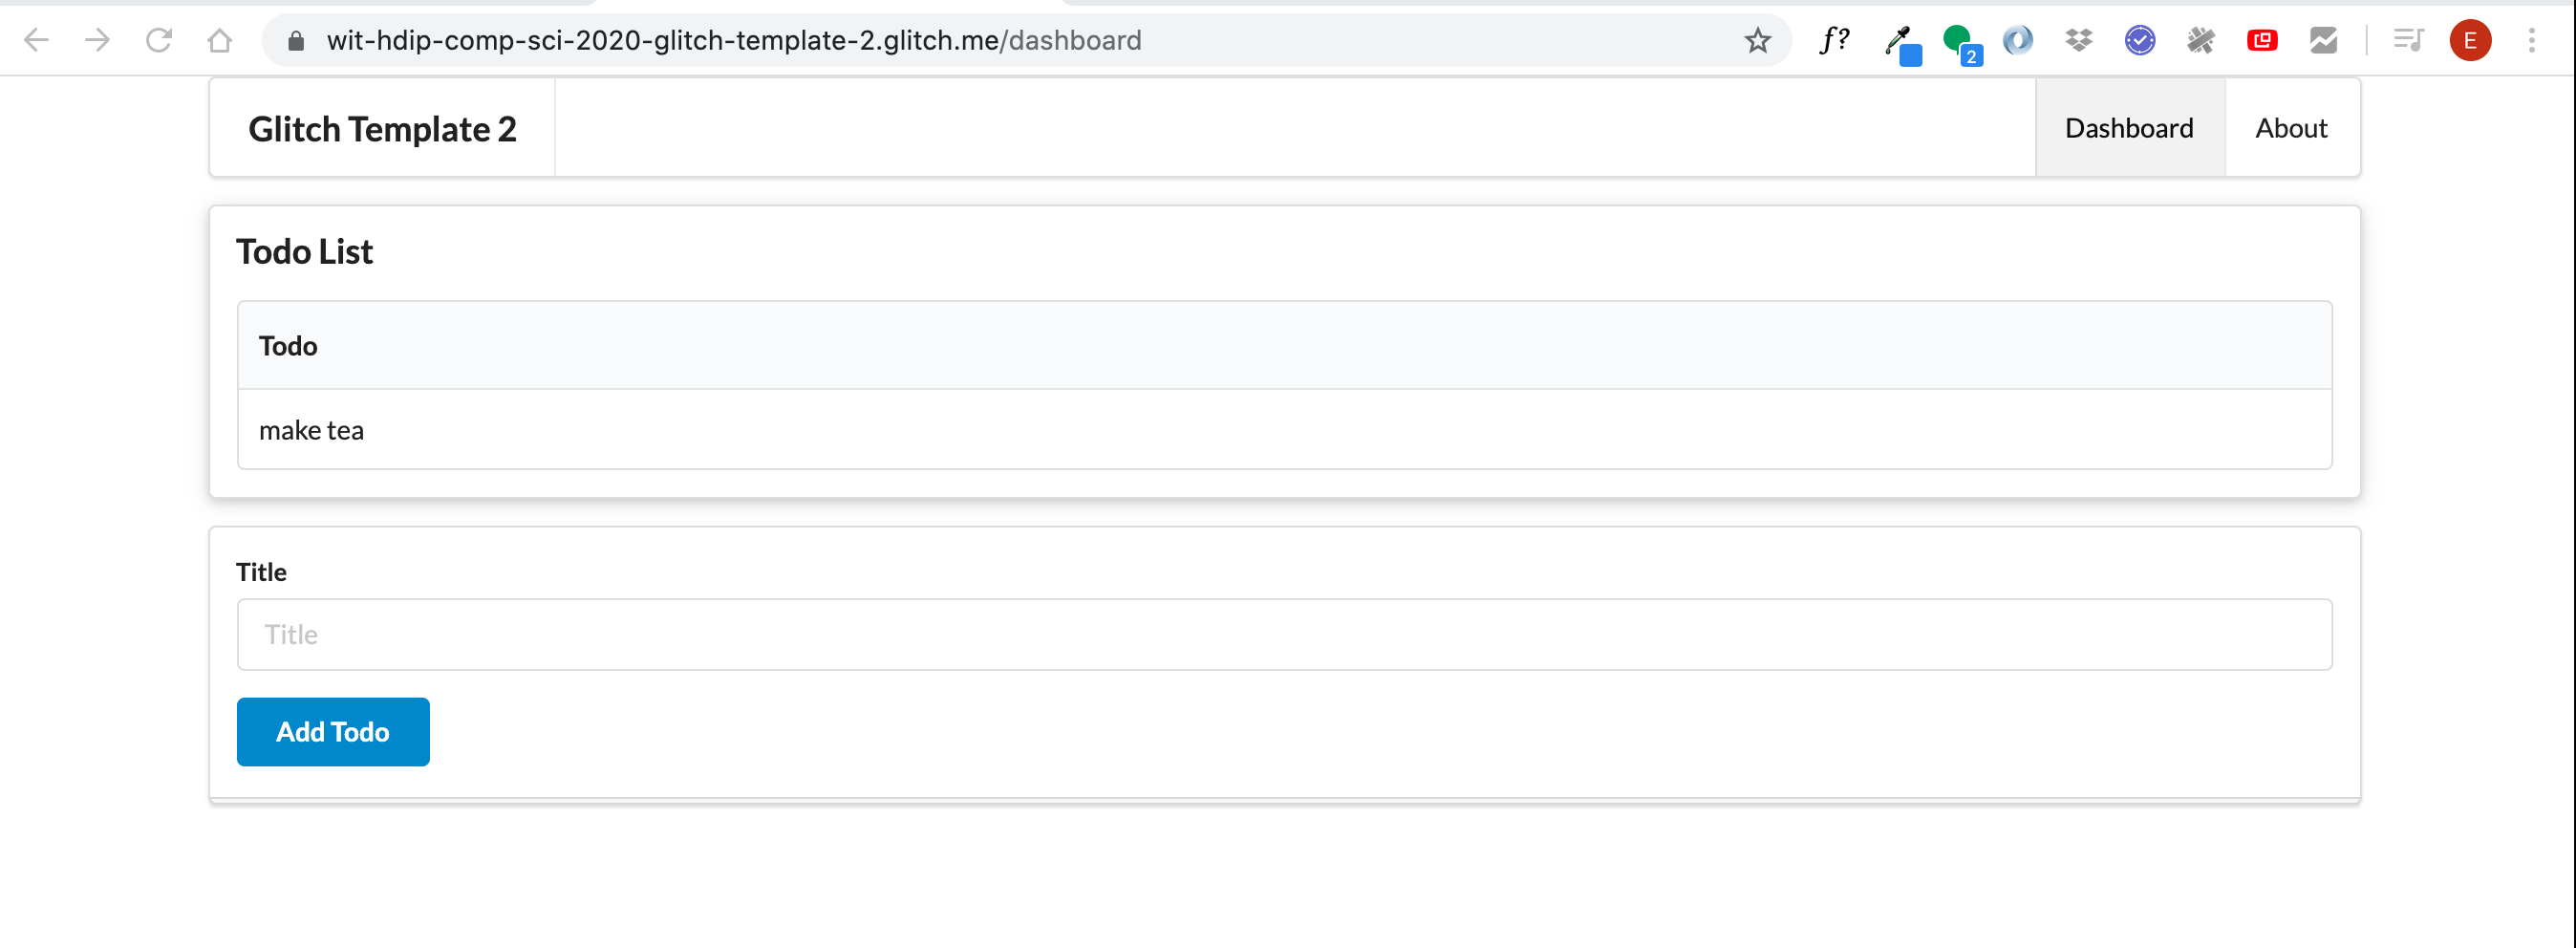 wit-hdip-comp-sci-2020-glitch-template-2.glitch.me/dashboard
f?
2
E
Glitch Template 2
Dashboard
About
Todo List
Todo
make tea
Title
Title
Add Todo